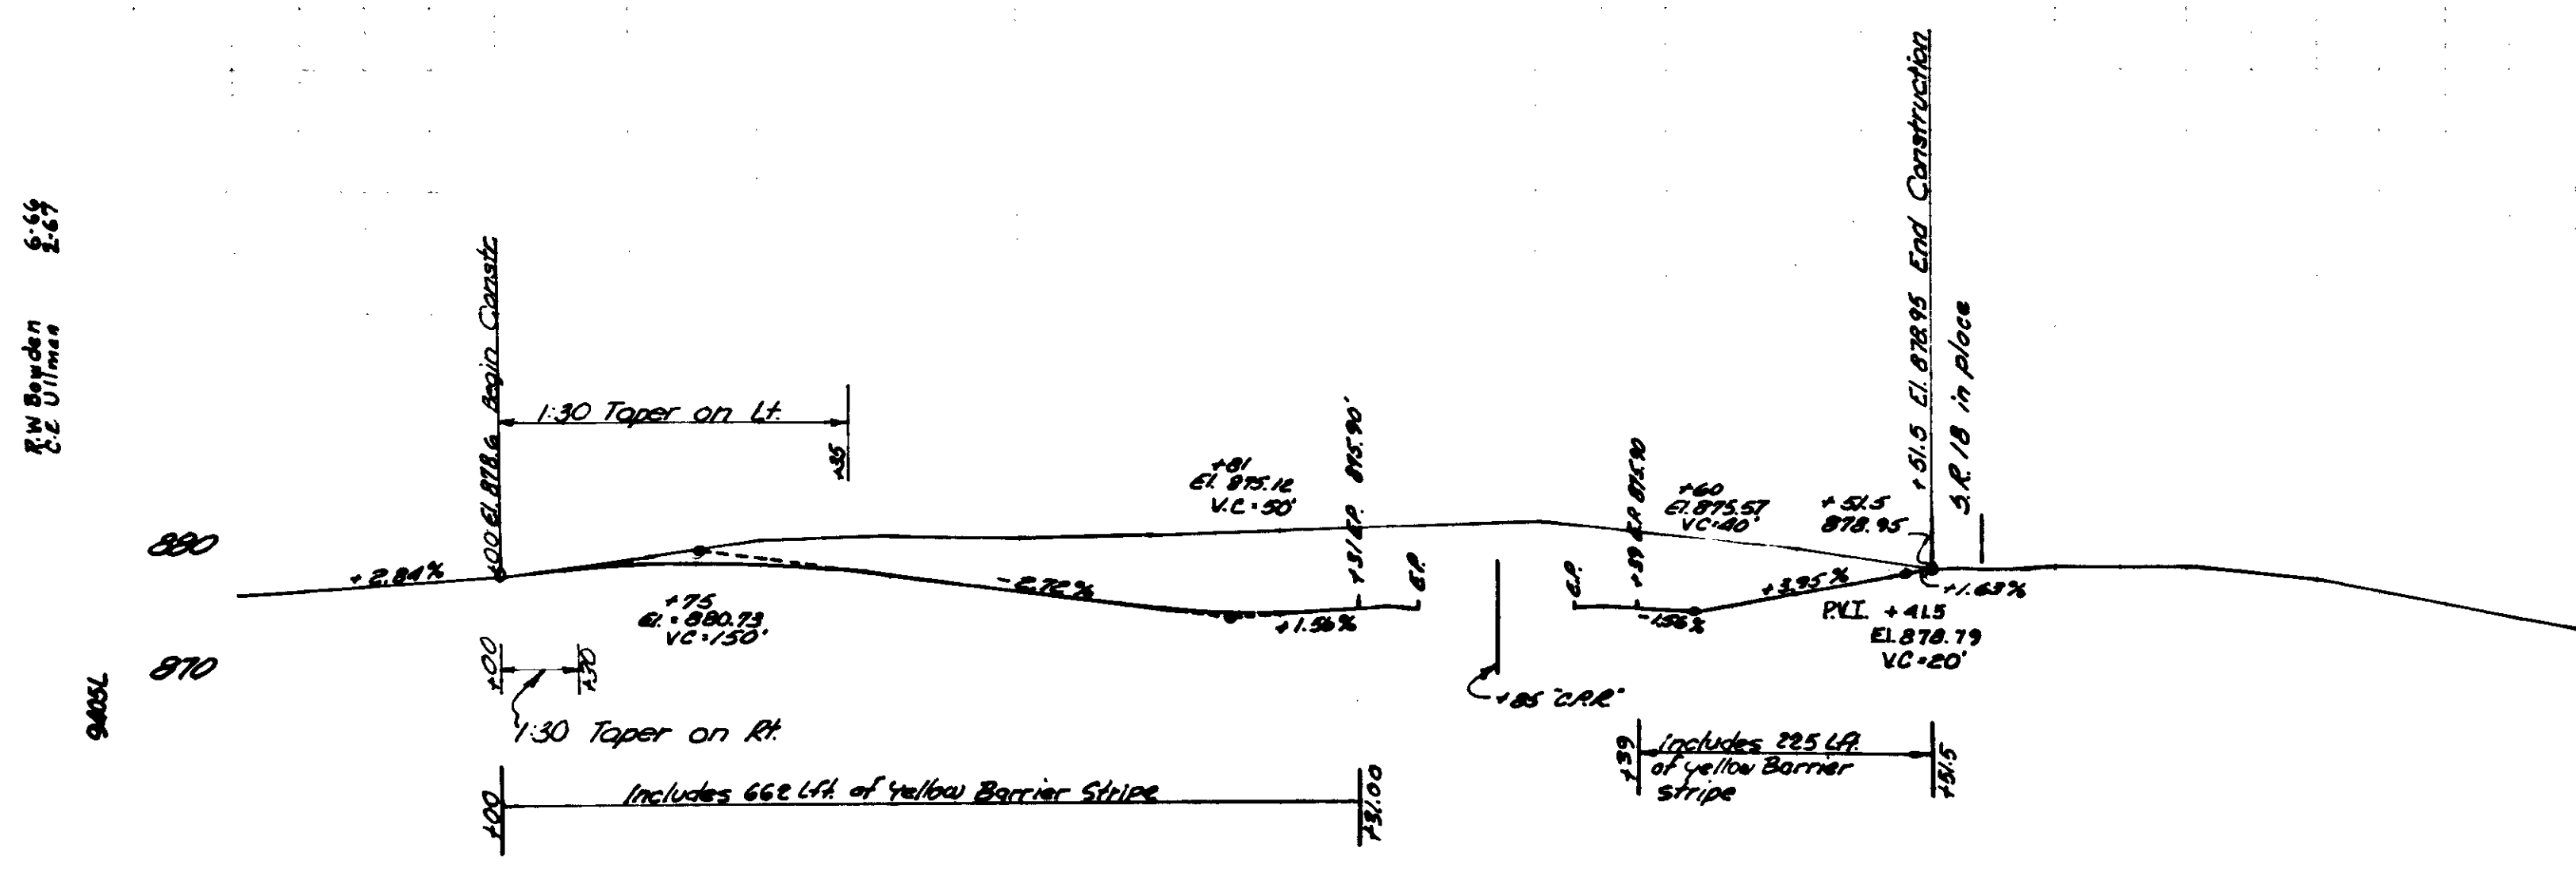 R.W Bowden 6-66
C.E Ullman 2-67
9405L
880
870
+2.84%
+00 El. 878.6 Begin Constr.
1:30 Taper on Lt.
+35
+75
El. = 880.73
VC=150'
+00
+30
1:30 Taper on Rt.
-2.72%
+81
El. 875.12
V.C=50'
+1.56%
+31 E.P. 875.90'
E.P.
+85 "C.P.R."
E.P.
+39 E.P. 875.90
-1.56%
+60
El. 875.57
VC=40'
+3.95%
+51.5
878.95
+51.5 El. 878.95 End Construction
S.R. 18 in place
+1.63%
P.V.I. +41.5
El. 878.79
V.C=20'
+00
Includes 662 Lft. of Yellow Barrier Stripe
+31.00
+39
includes 225 Lft.
of yellow Barrier
stripe
+51.5